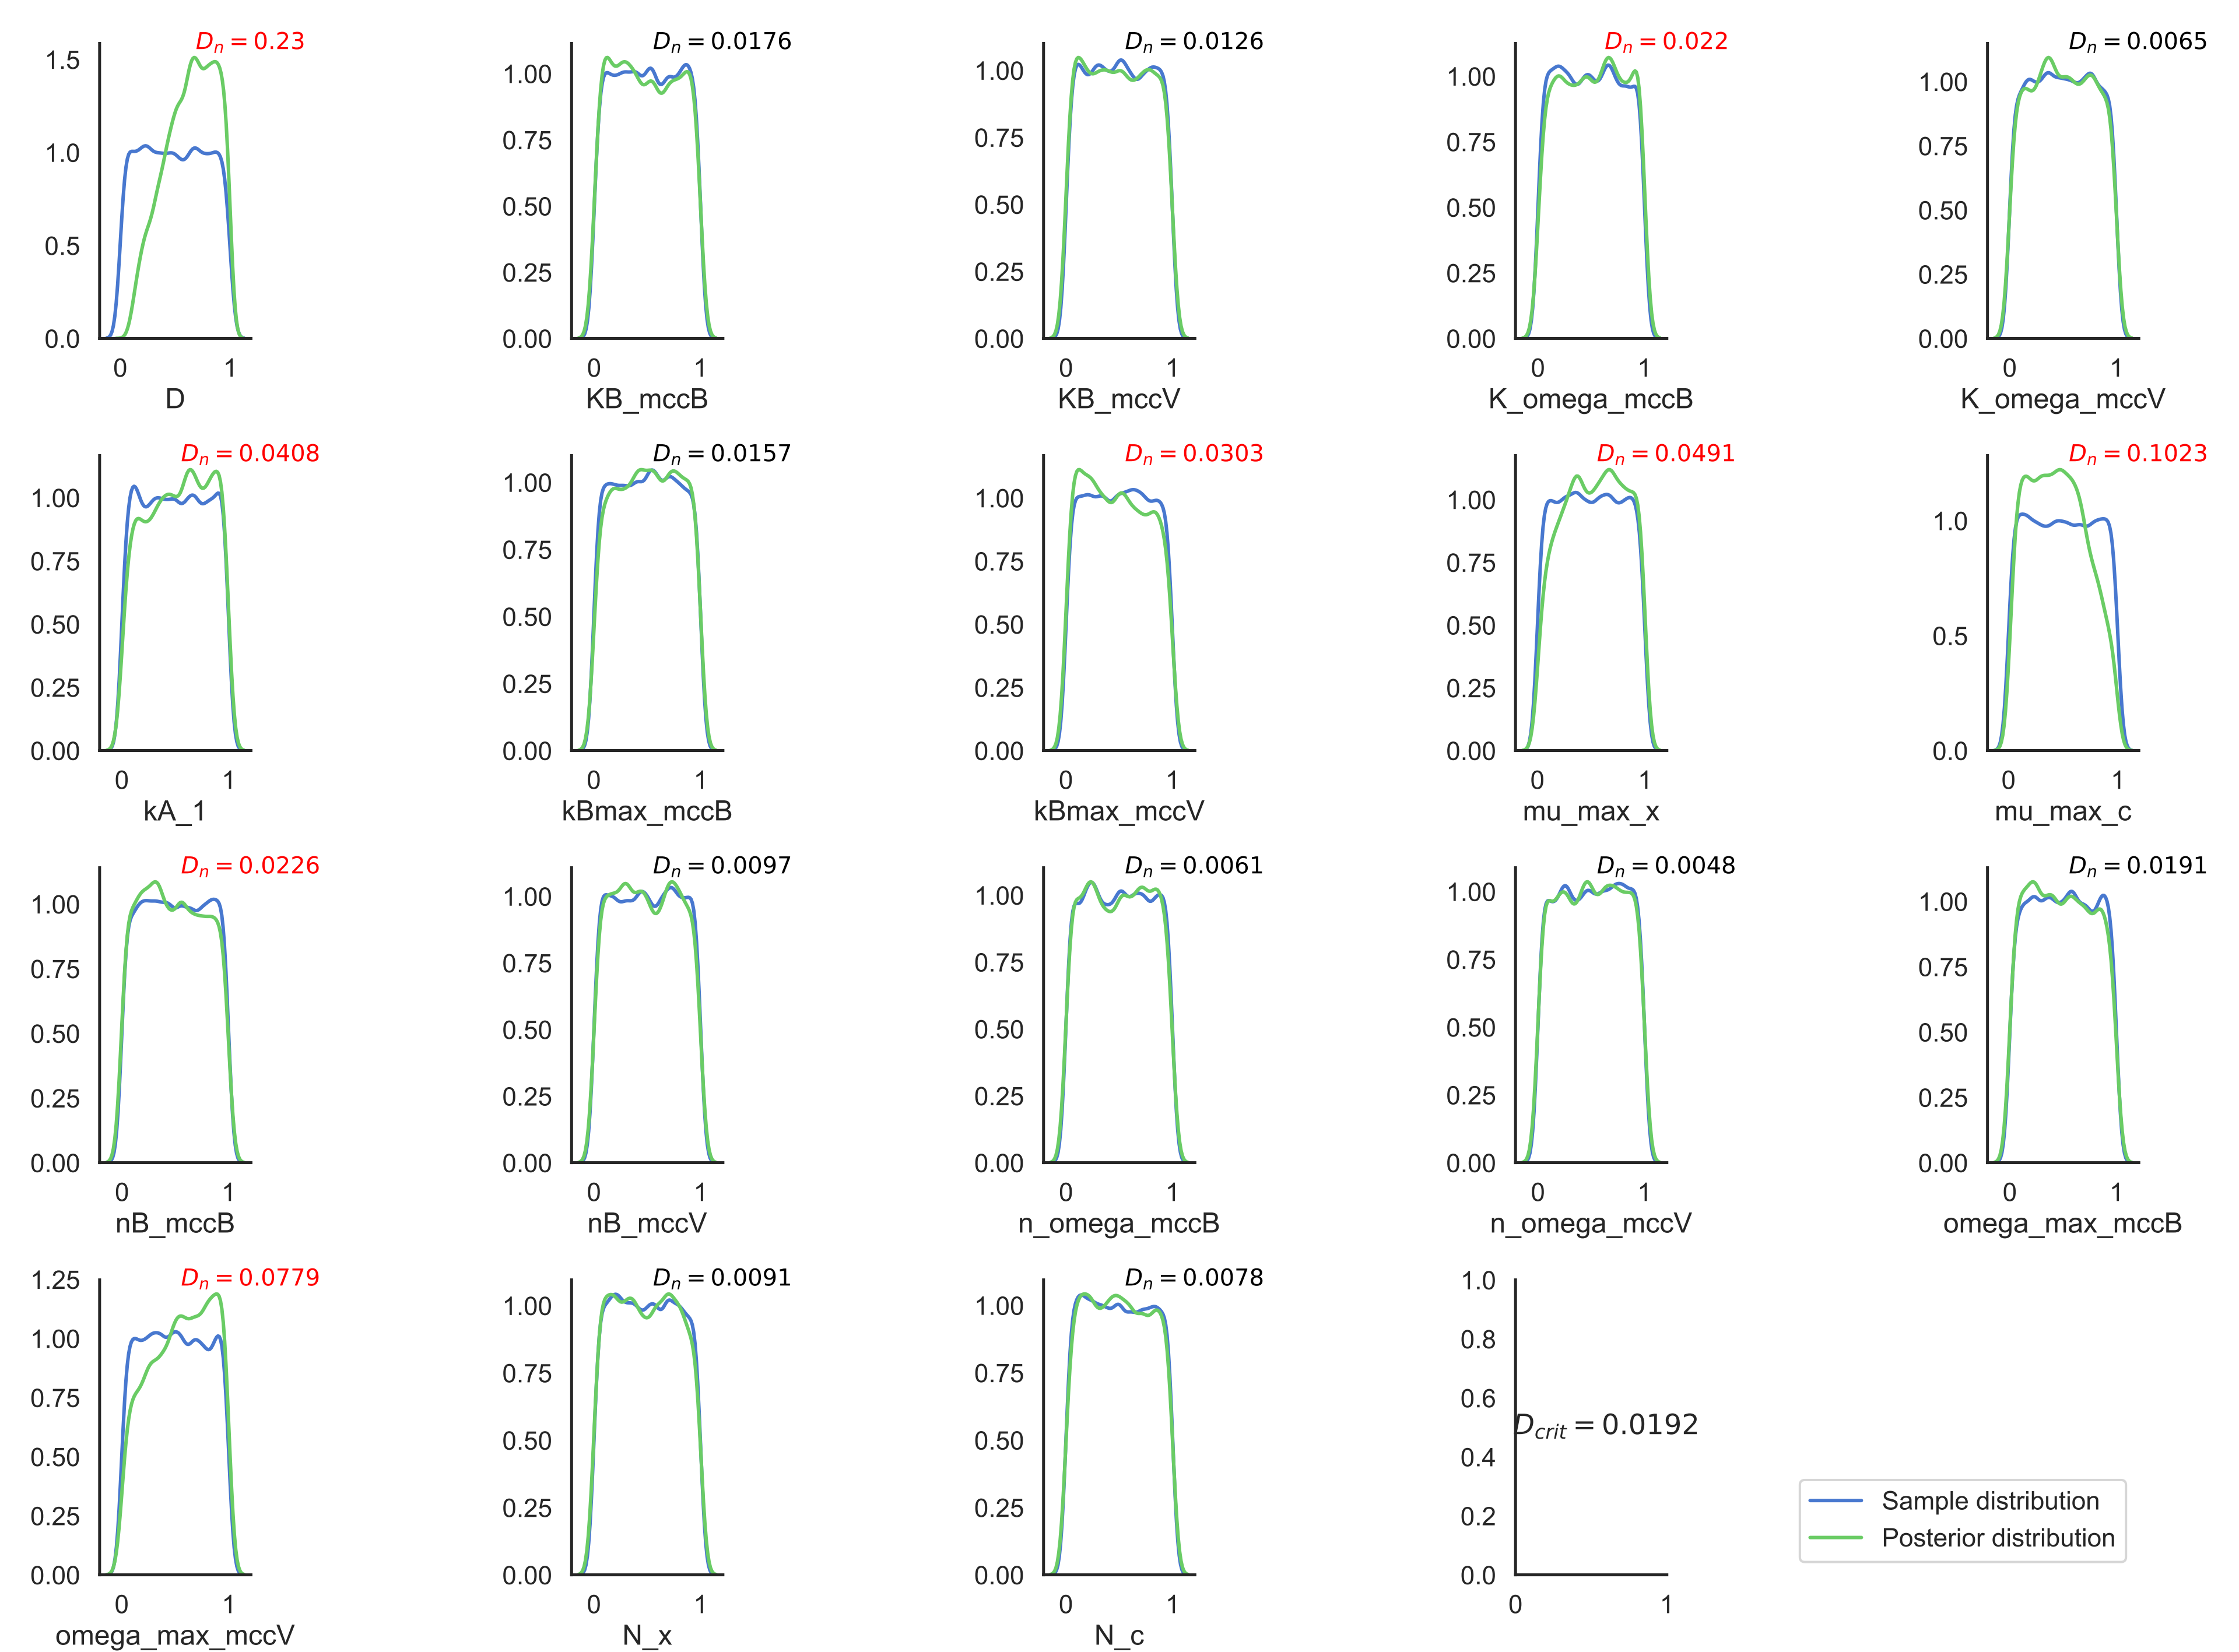 D_n = 0.23
1.5
1.0
0.5
0.0
0 1
D
D_n = 0.0176
1.00
0.75
0.50
0.25
0.00
0 1
KB_mccB
D_n = 0.0126
1.00
0.75
0.50
0.25
0.00
0 1
KB_mccV
D_n = 0.022
1.00
0.75
0.50
0.25
0.00
0 1
K_omega_mccB
D_n = 0.0065
1.00
0.75
0.50
0.25
0.00
0 1
K_omega_mccV
D_n = 0.0408
1.00
0.75
0.50
0.25
0.00
0 1
kA_1
D_n = 0.0157
1.00
0.75
0.50
0.25
0.00
0 1
kBmax_mccB
D_n = 0.0303
1.00
0.75
0.50
0.25
0.00
0 1
kBmax_mccV
D_n = 0.0491
1.00
0.75
0.50
0.25
0.00
0 1
mu_max_x
D_n = 0.1023
1.0
0.5
0.0
0 1
mu_max_c
D_n = 0.0226
1.00
0.75
0.50
0.25
0.00
0 1
nB_mccB
D_n = 0.0097
1.00
0.75
0.50
0.25
0.00
0 1
nB_mccV
D_n = 0.0061
1.00
0.75
0.50
0.25
0.00
0 1
n_omega_mccB
D_n = 0.0048
1.00
0.75
0.50
0.25
0.00
0 1
n_omega_mccV
D_n = 0.0191
1.00
0.75
0.50
0.25
0.00
0 1
omega_max_mccB
D_n = 0.0779
1.25
1.00
0.75
0.50
0.25
0.00
0 1
omega_max_mccV
D_n = 0.0091
1.00
0.75
0.50
0.25
0.00
0 1
N_x
D_n = 0.0078
1.00
0.75
0.50
0.25
0.00
0 1
N_c
1.0
0.8
0.6
D_crit = 0.0192
0.4
0.2
0.0
0 1
Sample distribution
Posterior distribution